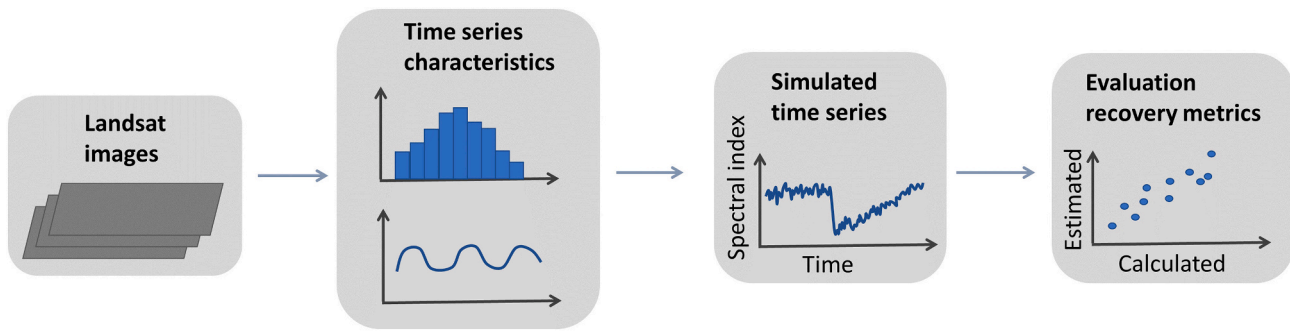 Landsat
images
Time series
characteristics
Simulated
time series
Spectral index
Time
Evaluation
recovery metrics
Estimated
Calculated